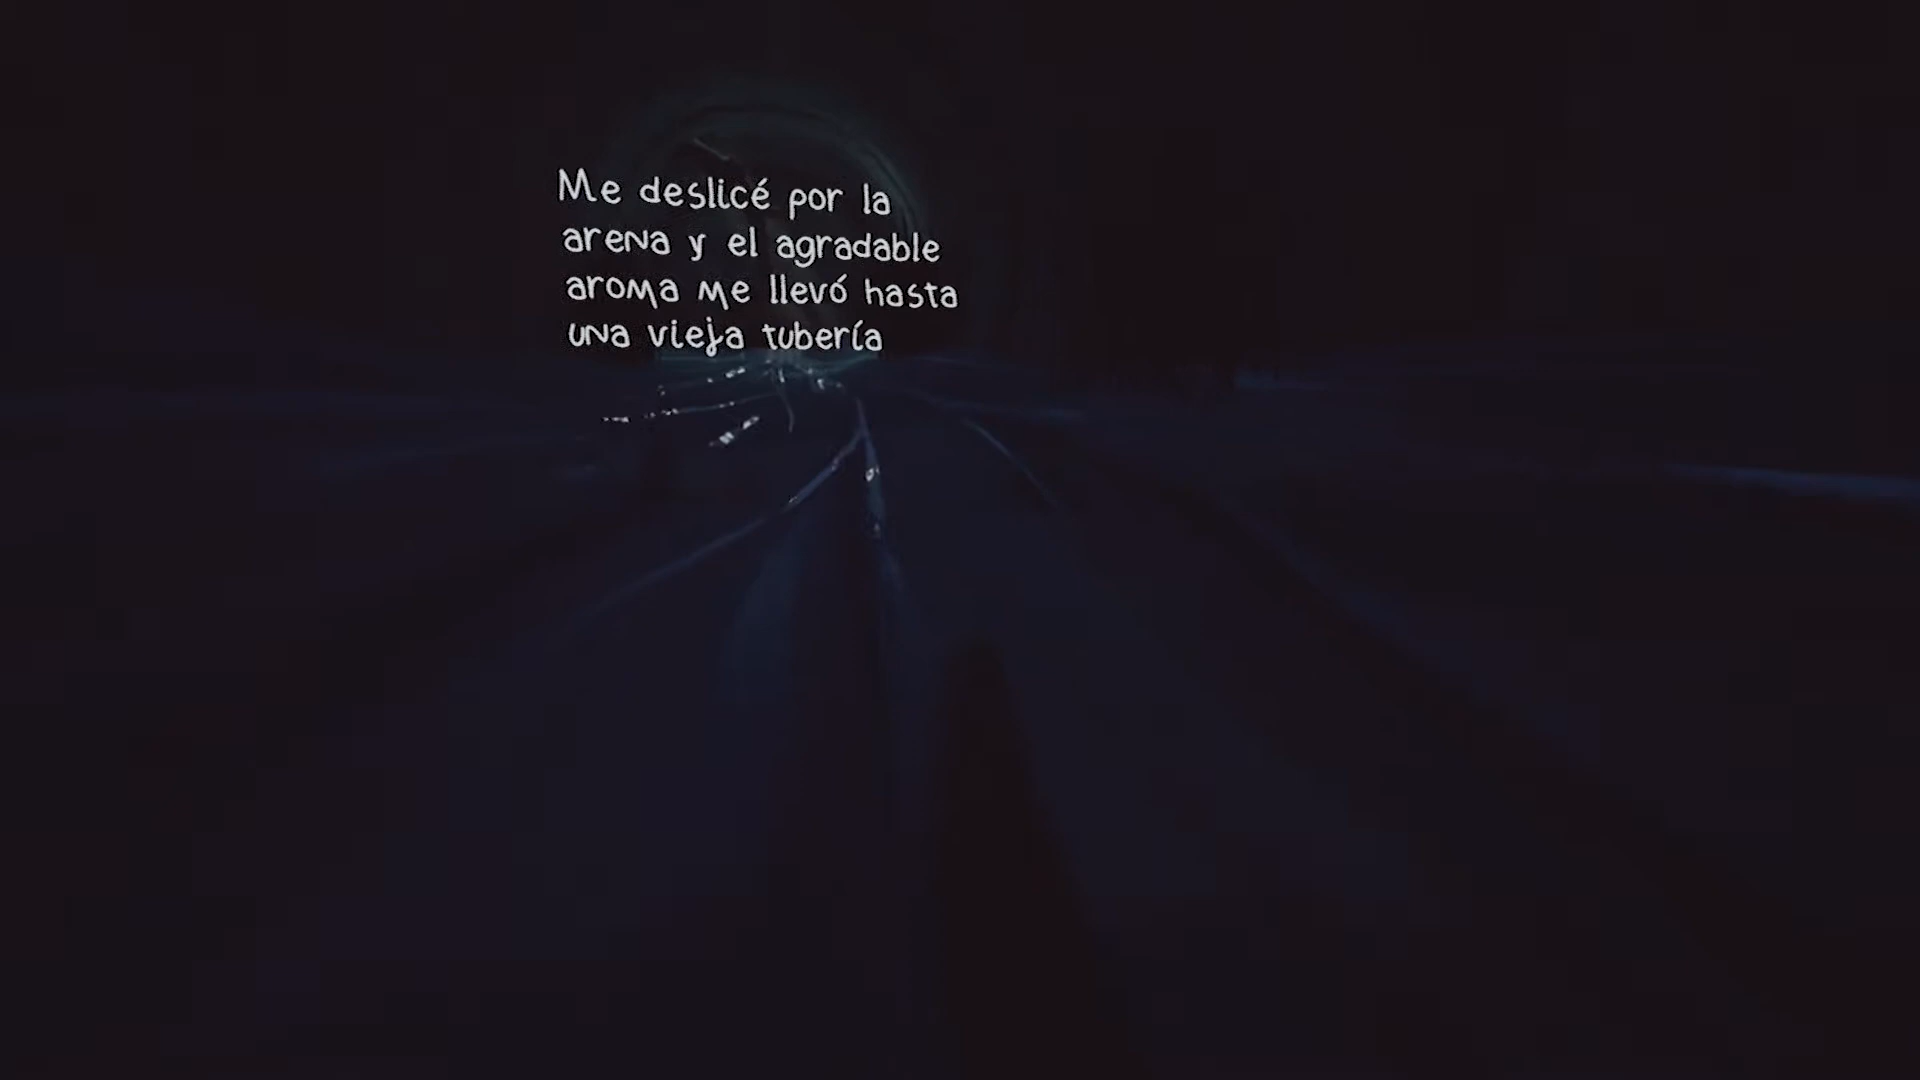 Me deslicé por la
arena y el agradable
aroma me llevó hasta
una vieja tubería